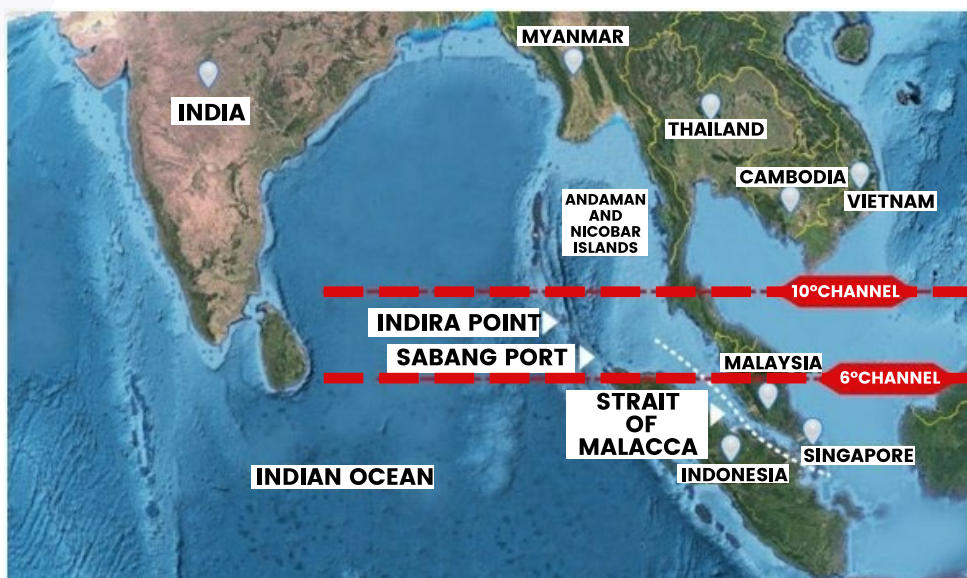 MYANMAR
INDIA
THAILAND
CAMBODIA
VIETNAM
ANDAMAN
AND
NICOBAR
ISLANDS
10°CHANNEL
INDIRA POINT
SABANG PORT
MALAYSIA
6°CHANNEL
STRAIT
OF
MALACCA
SINGAPORE
INDONESIA
INDIAN OCEAN